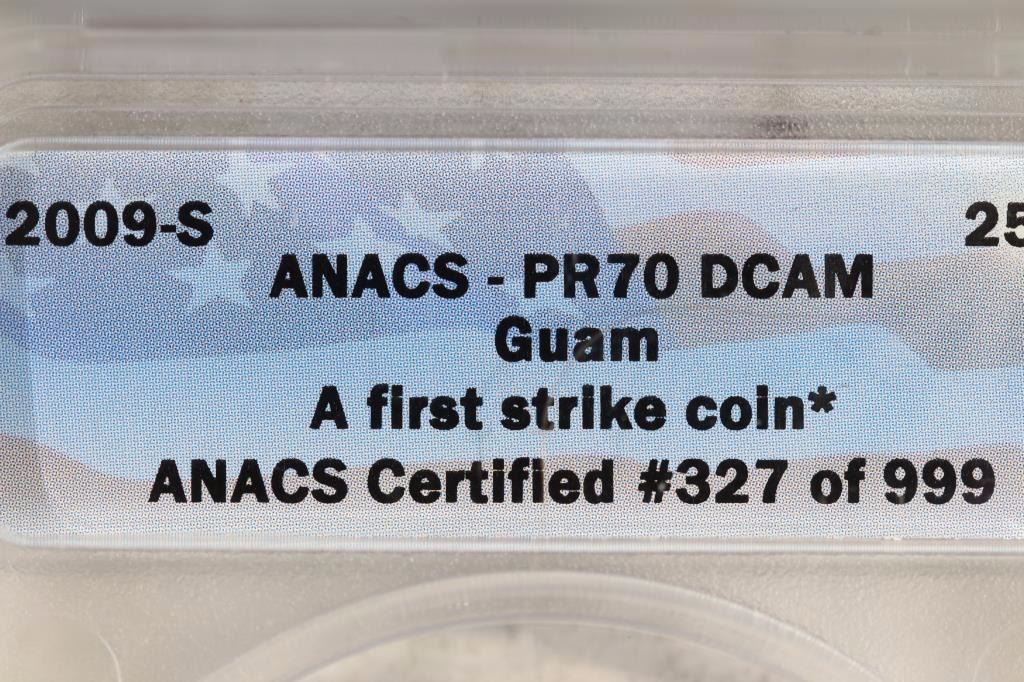 2009-S 25
ANACS - PR70 DCAM
Guam
A first strike coin*
ANACS Certified #327 of 999